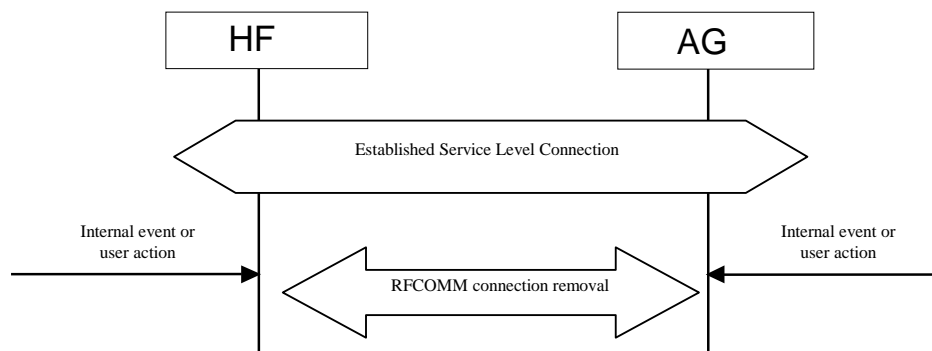 HF
AG
Established Service Level Connection
Internal event or
user action
Internal event or
user action
RFCOMM connection removal